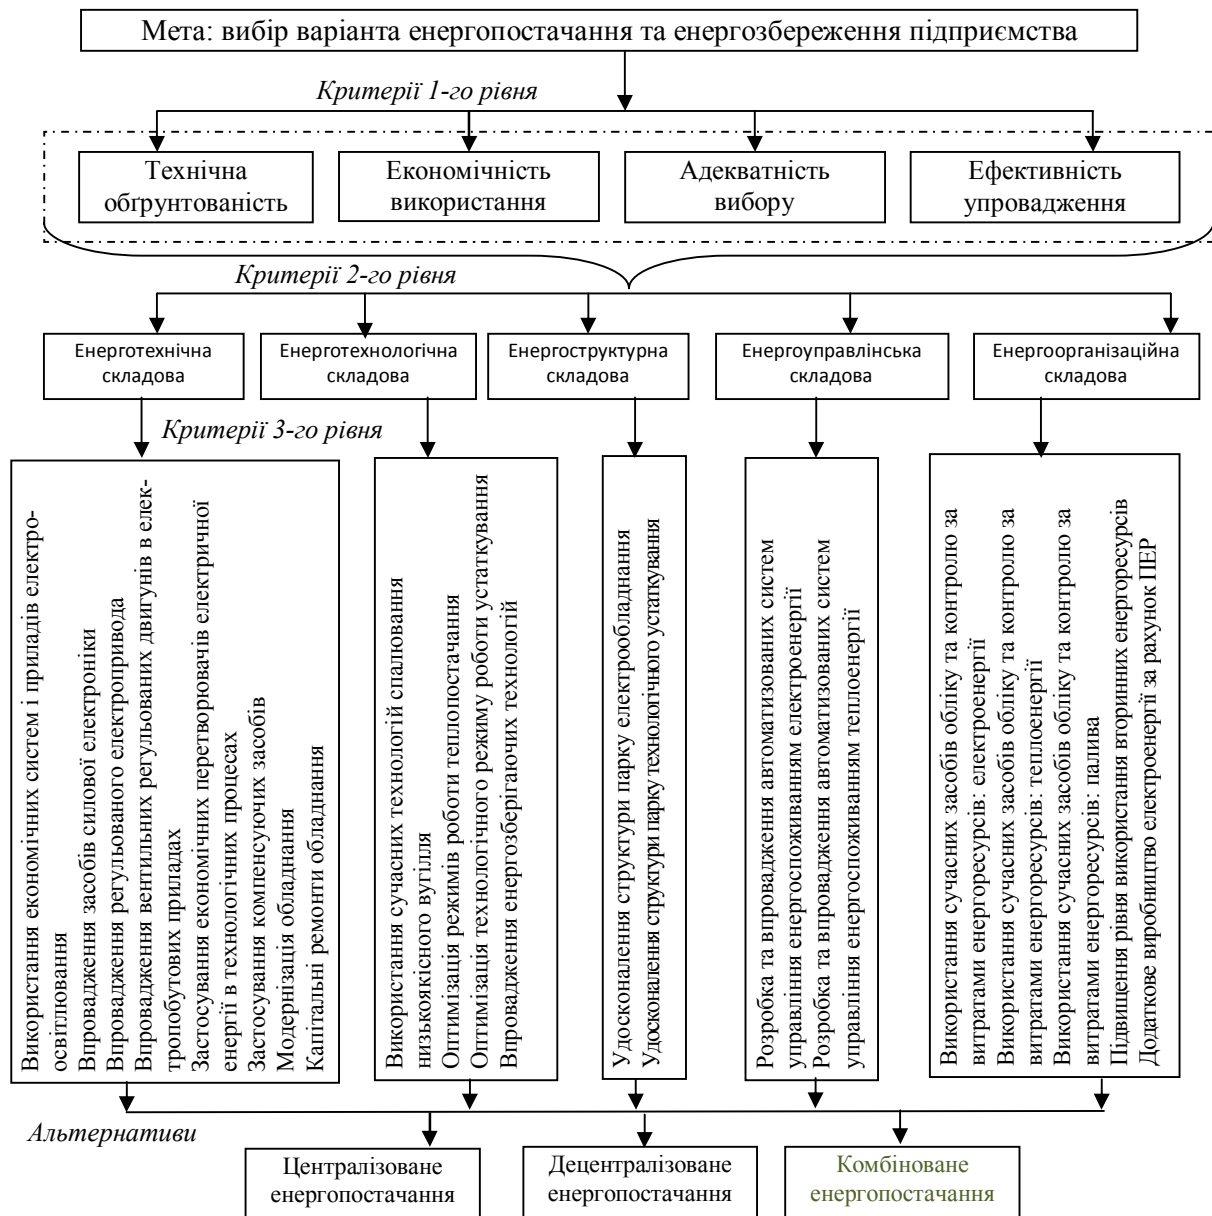 Мета: вибір варіанта енергопостачання та енергозбереження підприємства
Критерії 1-го рівня
Технічна
обґрунтованість
Економічність
використання
Адекватність
вибору
Ефективність
упровадження
Критерії 2-го рівня
Енерготехнічна
складова
Енерготехнологічна
складова
Енергоструктурна
складова
Енергоуправлінська
складова
Енергоорганізаційна
складова
Критерії 3-го рівня
Використання економічних систем і приладів електро-
освітлювання
Впровадження засобів силової електроніки
Впровадження регульованого електропривода
Впровадження вентильних регульованих двигунів в елек-
тропобутових приладах
Застосування економічних перетворювачів електричної
енергії в технологічних процесах
Застосування компенсуючих засобів
Модернізація обладнання
Капітальні ремонти обладнання
Використання сучасних технологій спалювання
низькоякісного вугілля
Оптимізація режимів роботи теплопостачання
Оптимізація технологічного режиму роботи устаткування
Впровадження енергозберігаючих технологій
Удосконалення структури парку електрообладнання
Удосконалення структури парку технологічного устаткування
Розробка та впровадження автоматизованих систем
управління енергоспоживанням електроенергії
Розробка та впровадження автоматизованих систем
управління енергоспоживанням теплоенергії
Використання сучасних засобів обліку та контролю за
витратами енергоресурсів: електроенергії
Використання сучасних засобів обліку та контролю за
витратами енергоресурсів: теплоенергії
Використання сучасних засобів обліку та контролю за
витратами енергоресурсів: палива
Підвищення рівня використання вторинних енергоресурсів
Додаткове виробництво електроенергії за рахунок ПЕР
Альтернативи
Централізоване
енергопостачання
Децентралізоване
енергопостачання
Комбіноване
енергопостачання